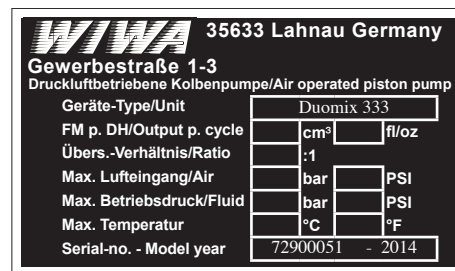 WIWA 35633 Lahnau Germany
Gewerbestraße 1-3
Druckluftbetriebene Kolbenpumpe/Air operated piston pump
Geräte-Type/Unit Duomix 333
FM p. DH/Output p. cycle cm³ fl/oz
Übers.-Verhältnis/Ratio :1
Max. Lufteingang/Air bar PSI
Max. Betriebsdruck/Fluid bar PSI
Max. Temperatur °C °F
Serial-no. - Model year 72900051 - 2014